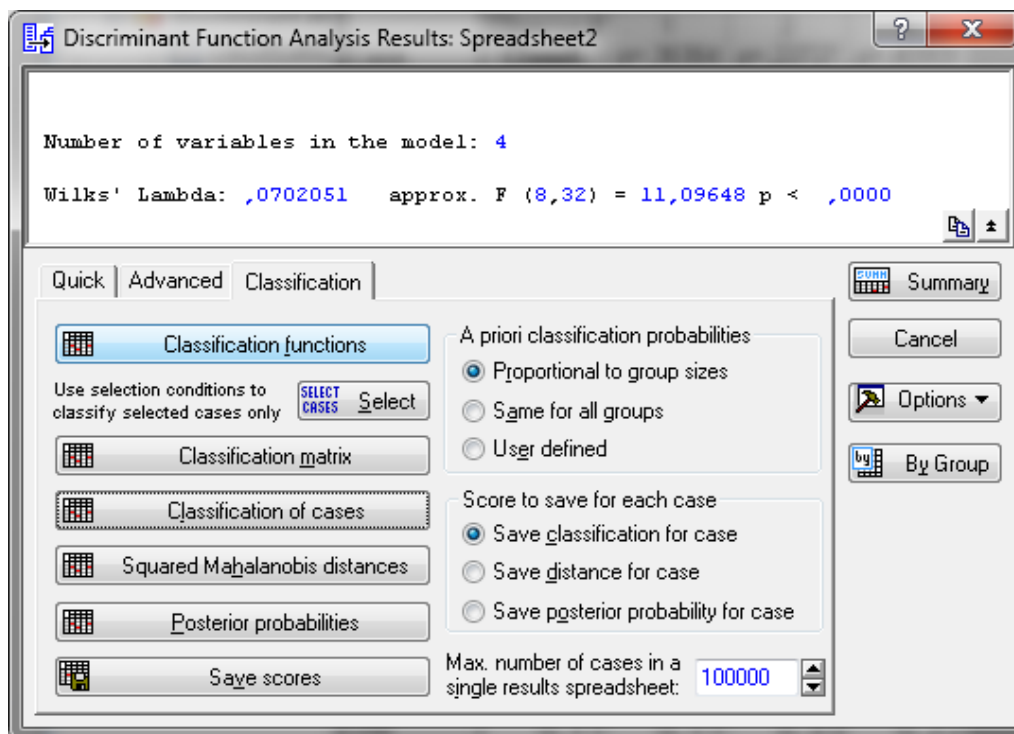 Discriminant Function Analysis Results: Spreadsheet2
?
X
Number of variables in the model: 4
Wilks' Lambda: ,0702051 approx. F (8,32) = 11,09648 p < ,0000
Quick
Advanced
Classification
Classification functions
Use selection conditions to
classify selected cases only
SELECT
CASES
Select
Classification matrix
Classification of cases
Squared Mahalanobis distances
Posterior probabilities
Save scores
A priori classification probabilities
Proportional to group sizes
Same for all groups
User defined
Score to save for each case
Save classification for case
Save distance for case
Save posterior probability for case
Max. number of cases in a
single results spreadsheet:
100000
SUMM
Summary
Cancel
Options
by
By Group